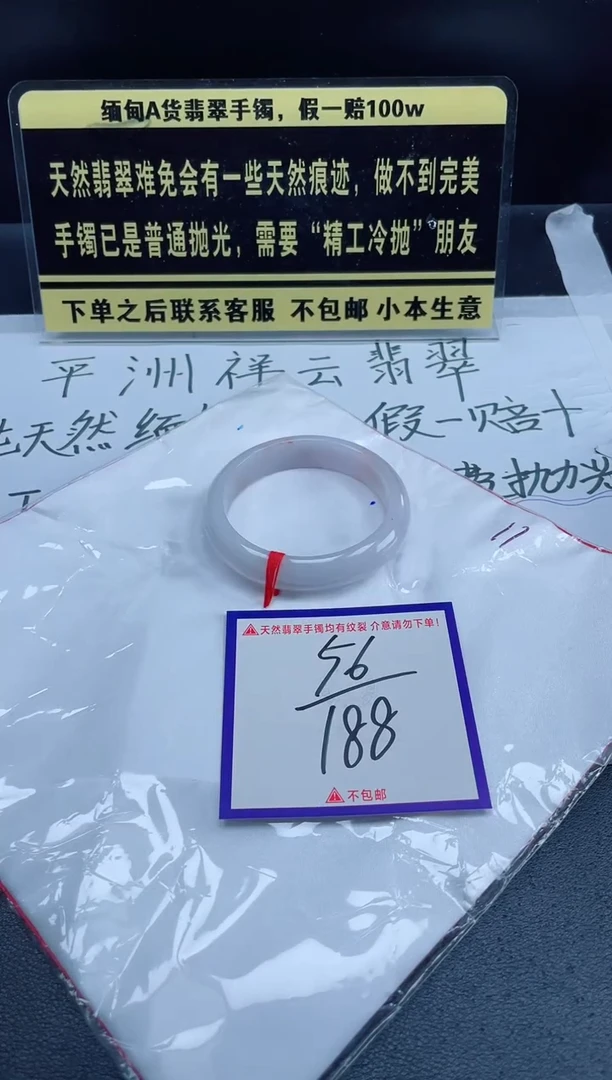 缅甸A货翡翠手镯，假一赔100w
天然翡翠难免会有一些天然痕迹，做不到完美
手镯已是普通抛光，需要“精工冷抛”朋友
下单之后联系客服 不包邮 小本生意
平洲祥云翡翠
天然缅 假一赔十
抛光
天然翡翠手镯均有纹裂 介意请勿下单！
56
188
不包邮